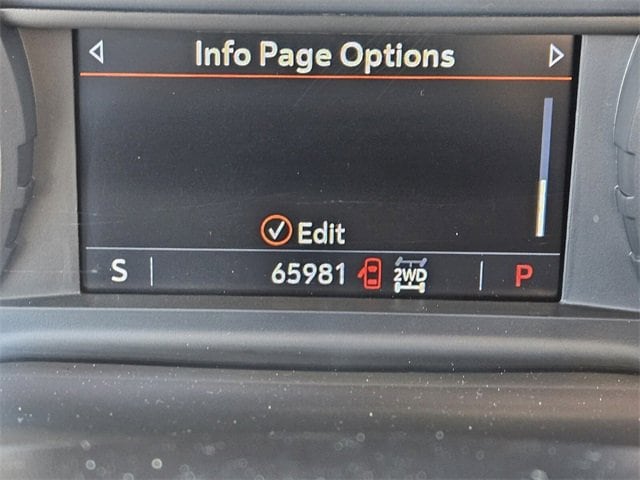 Info Page Options
Edit
S 65981 2WD P